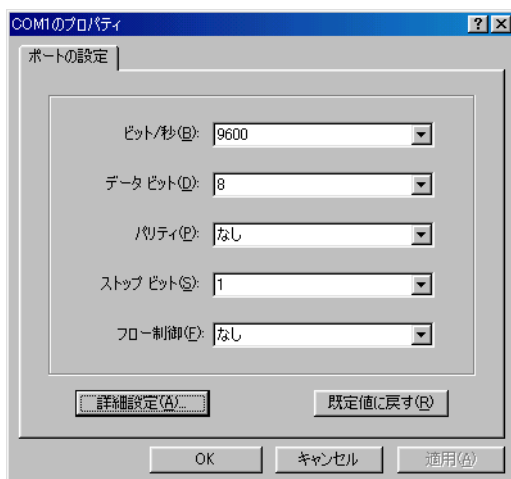 COM1のプロパティ
ポートの設定
ビット/秒(B): 9600
データ ビット(D): 8
パリティ(P): なし
ストップ ビット(S): 1
フロー制御(F): なし
詳細設定(A)... 既定値に戻す(R)
OK キャンセル 適用(A)